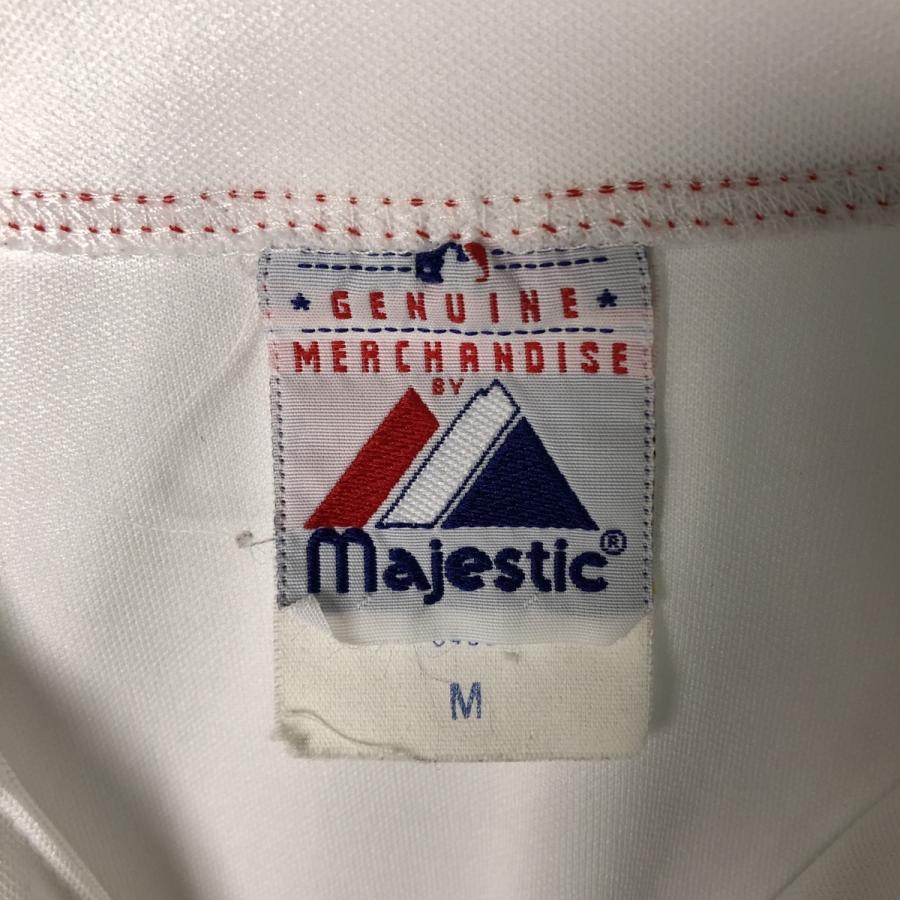 ★ GENUINE ★
MERCHANDISE
BY
Majestic®
M